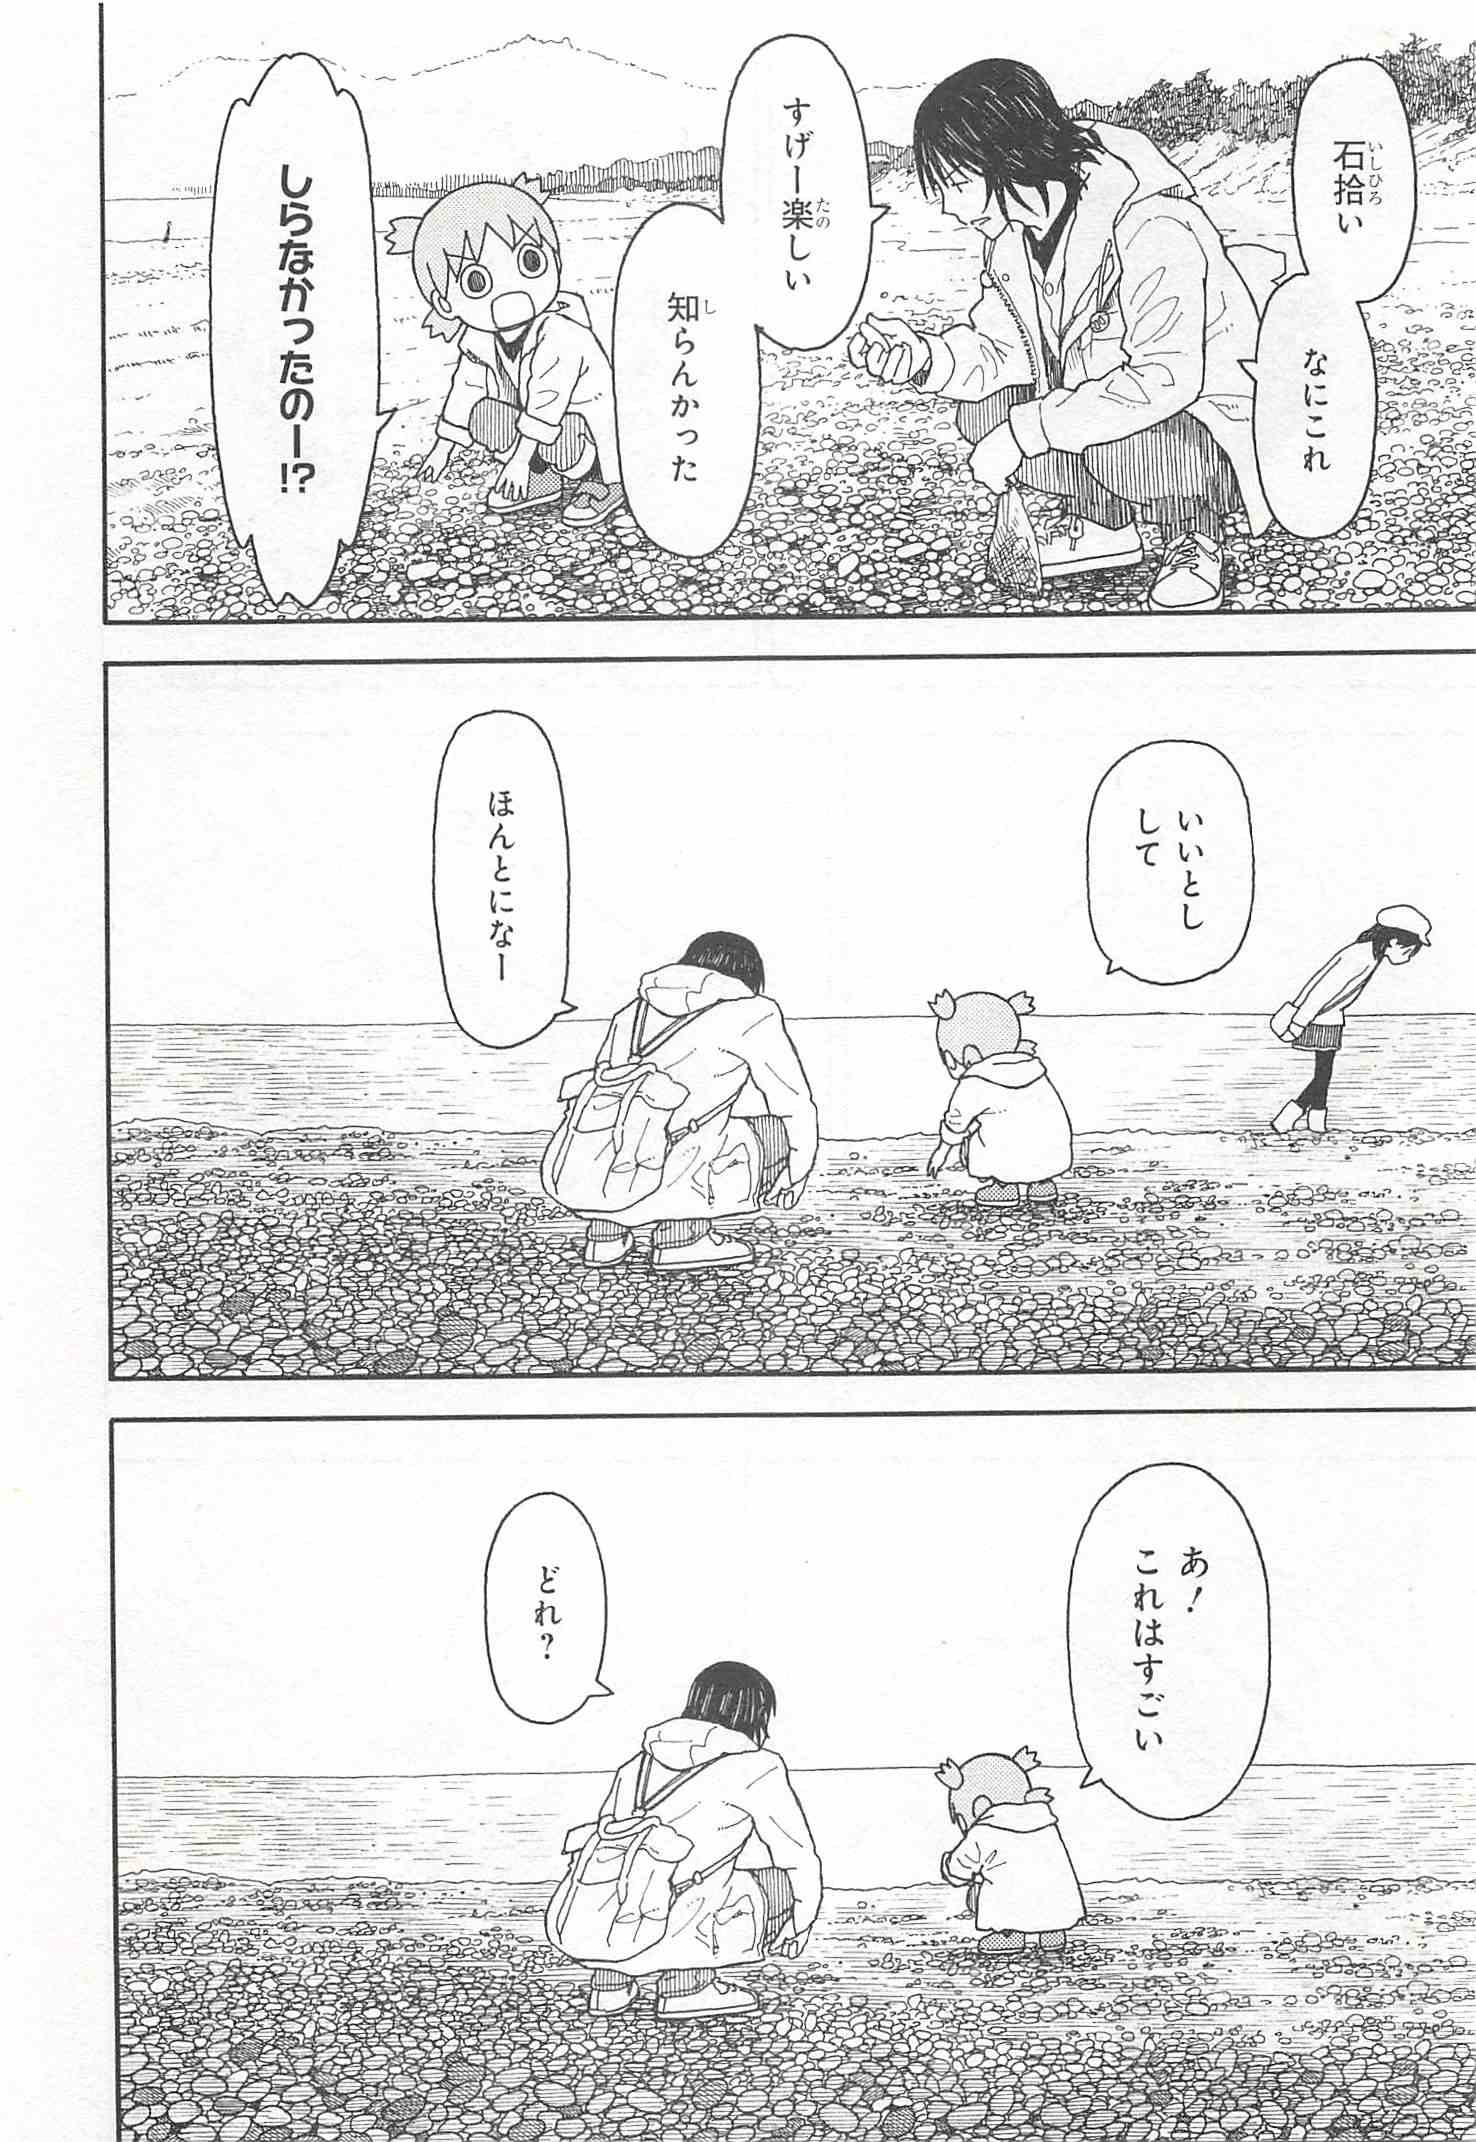 石拾い
なにこれ
すげー楽しい
知らんかった
しらなかったのー!?
いいとし
して
ほんとになー
あ!
これはすごい
どれ?